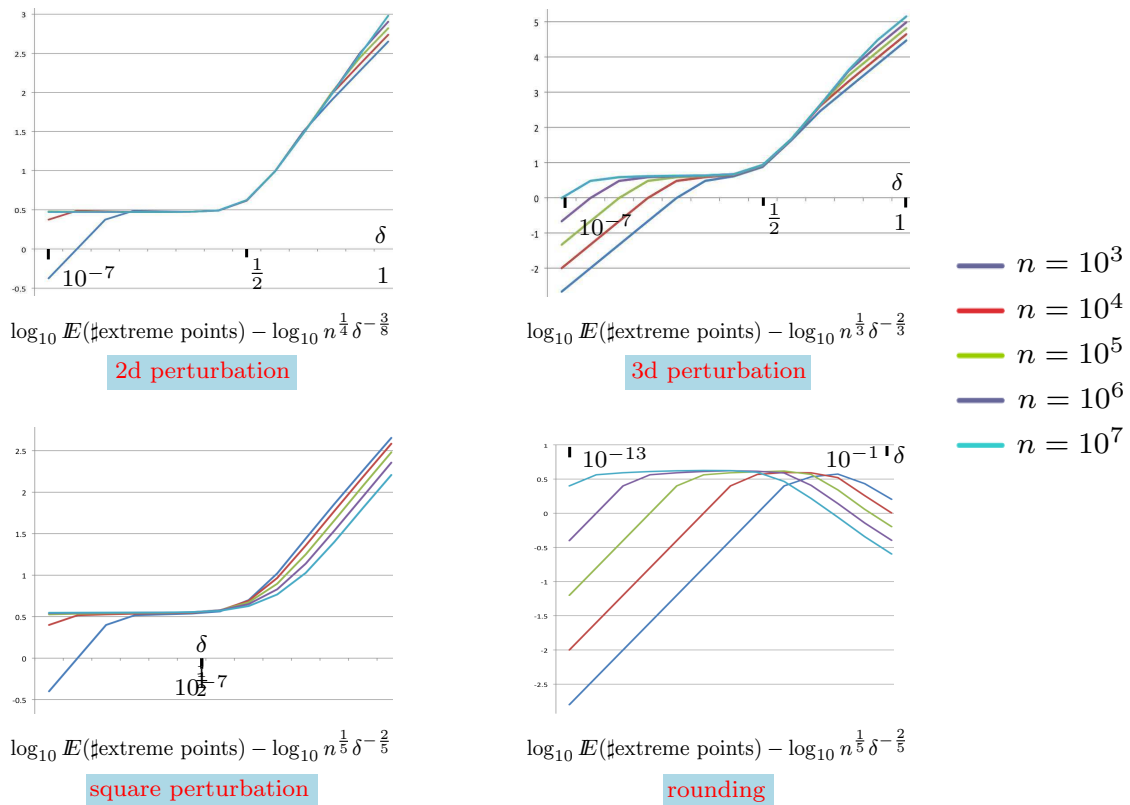 3
2.5
2
1.5
1
0.5
0
-0.5
δ
10⁻⁷
1/2
1
log₁₀ 𝐸(♯extreme points) − log₁₀ n^{1/4} δ^{−3/8}
2d perturbation
5
4
3
2
1
0
-1
-2
δ
10⁻⁷
1/2
1
log₁₀ 𝐸(♯extreme points) − log₁₀ n^{1/3} δ^{−2/3}
3d perturbation
n = 10³
n = 10⁴
n = 10⁵
n = 10⁶
n = 10⁷
2.5
2
1.5
1
0.5
0
-0.5
δ
10⁻⁷
1/2
log₁₀ 𝐸(♯extreme points) − log₁₀ n^{1/5} δ^{−2/5}
square perturbation
1
0.5
0
-0.5
-1
-1.5
-2
-2.5
10⁻¹³
10⁻¹
δ
log₁₀ 𝐸(♯extreme points) − log₁₀ n^{1/5} δ^{−2/5}
rounding